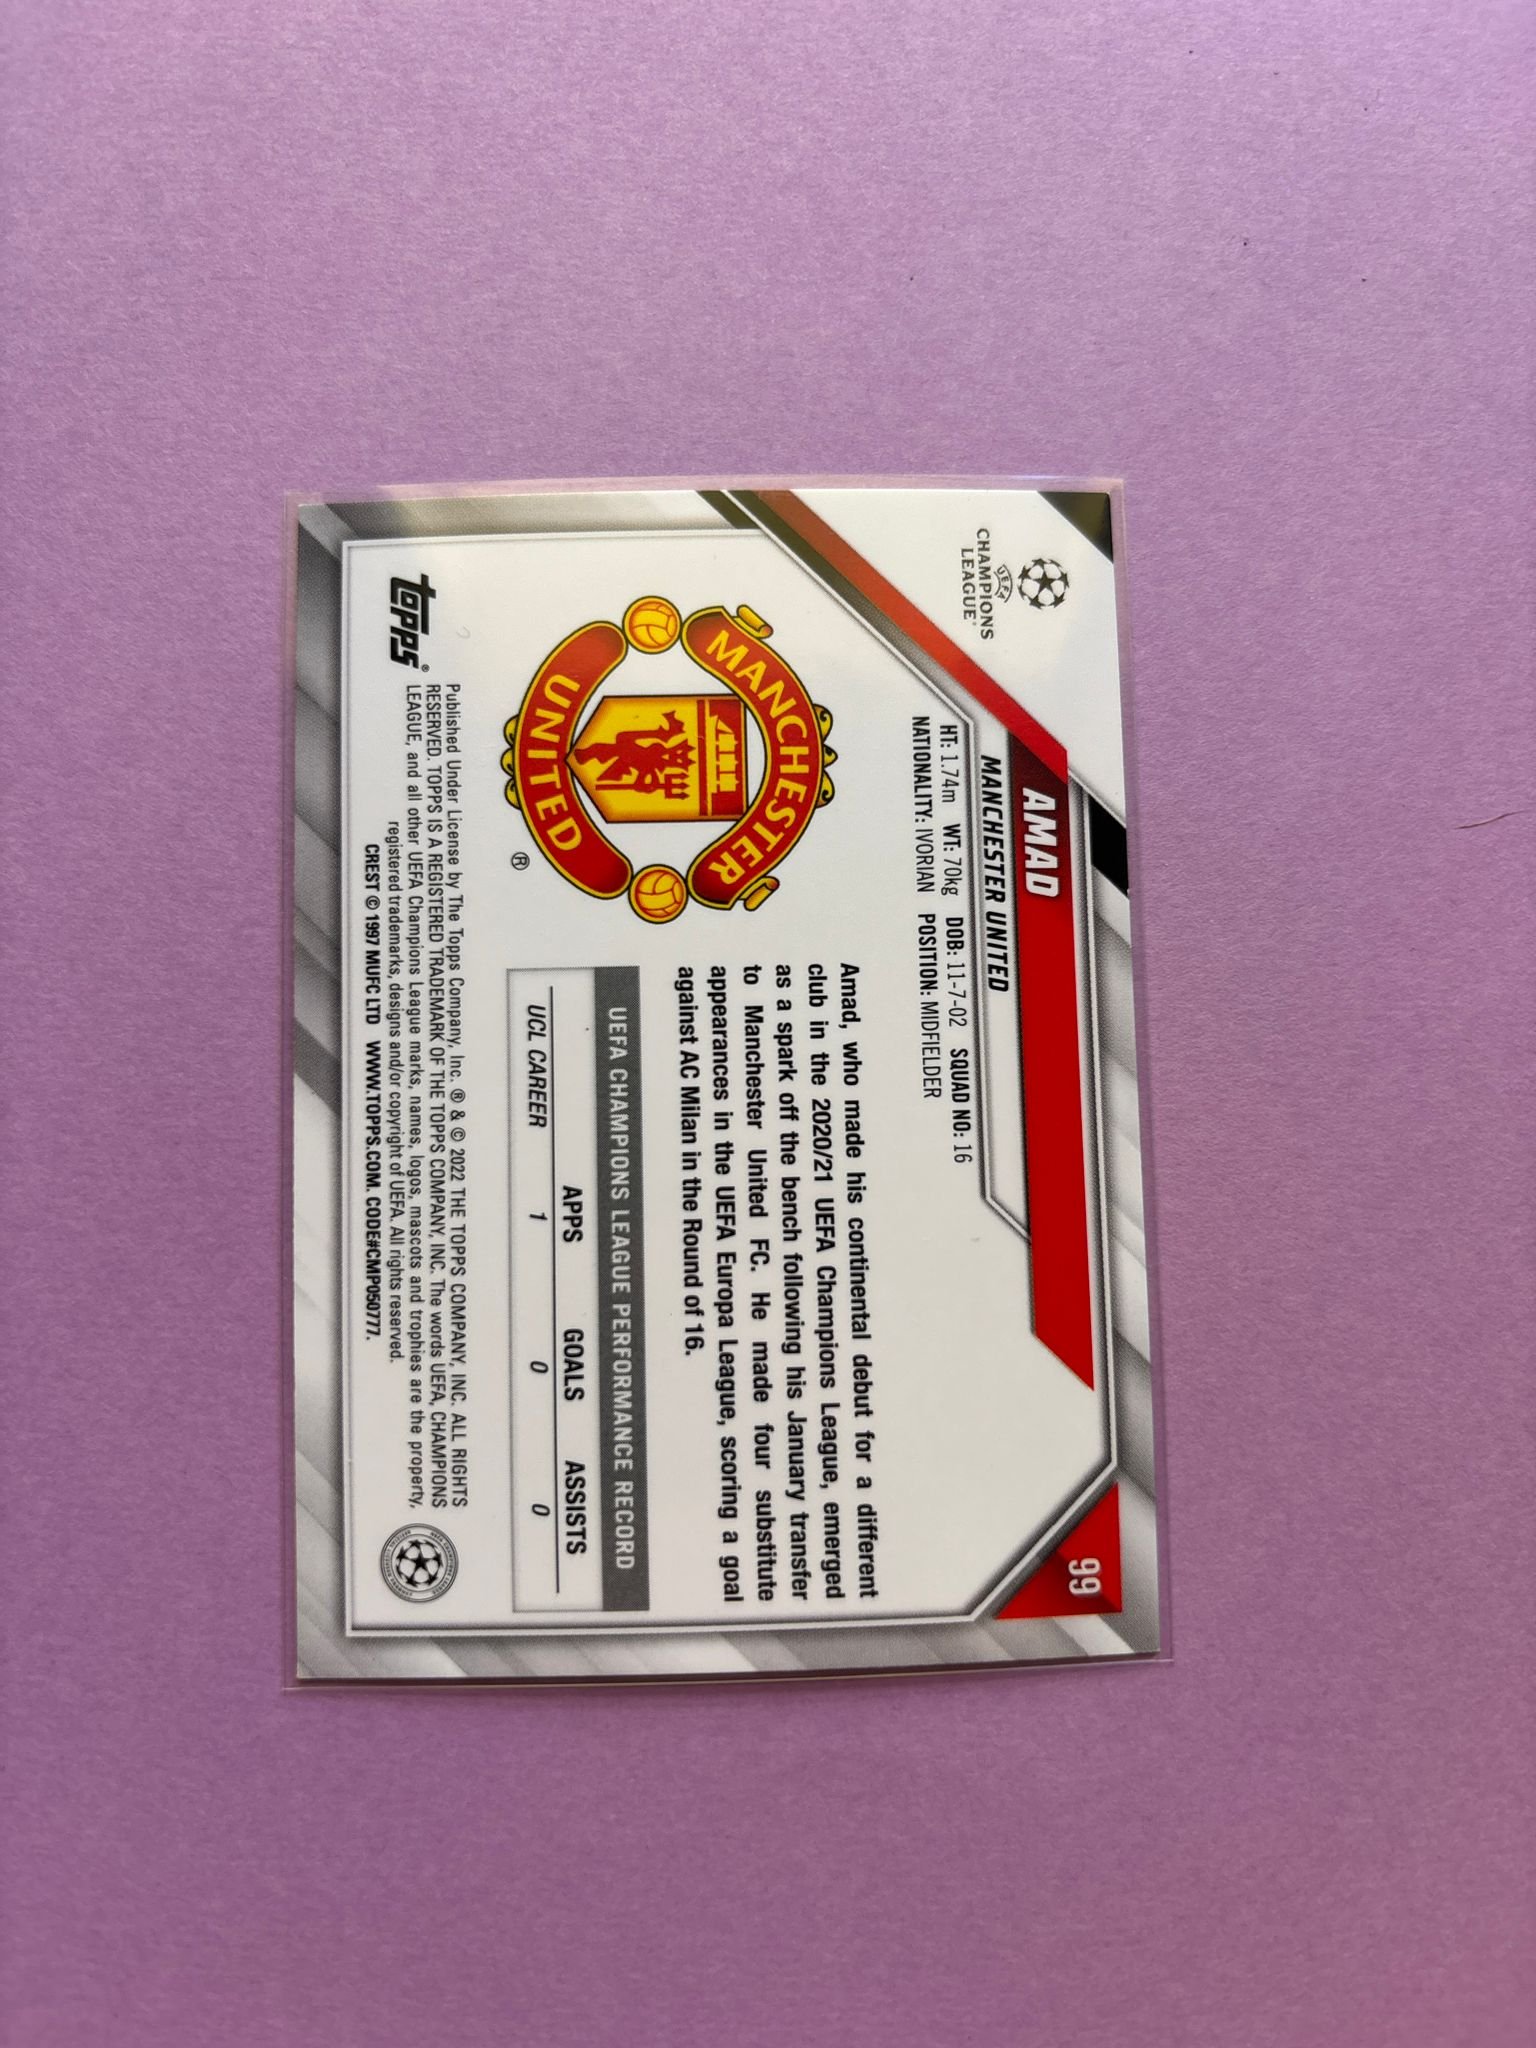 UEFA
CHAMPIONS
LEAGUE®
AMAD
99
MANCHESTER UNITED
HT: 1.74m WT: 70kg DOB: 11-7-02 SQUAD NO: 16
NATIONALITY: IVORIAN POSITION: MIDFIELDER
MANCHESTER
UNITED
®
Amad, who made his continental debut for a different
club in the 2020/21 UEFA Champions League, emerged
as a spark off the bench following his January transfer
to Manchester United FC. He made four substitute
appearances in the UEFA Europa League, scoring a goal
against AC Milan in the Round of 16.
UEFA CHAMPIONS LEAGUE PERFORMANCE RECORD
APPS GOALS ASSISTS
UCL CAREER 1 0 0
topps®
Published Under License by The Topps Company, Inc. ® & © 2022 THE TOPPS COMPANY, INC. ALL RIGHTS
RESERVED. TOPPS IS A REGISTERED TRADEMARK OF THE TOPPS COMPANY, INC. The words UEFA, CHAMPIONS
LEAGUE, and all other UEFA Champions League marks, names, logos, mascots and trophies are the property,
registered trademarks, designs and/or copyright of UEFA. All rights reserved.
CREST © 1997 MUFC LTD WWW.TOPPS.COM. CODE#CMP050777.